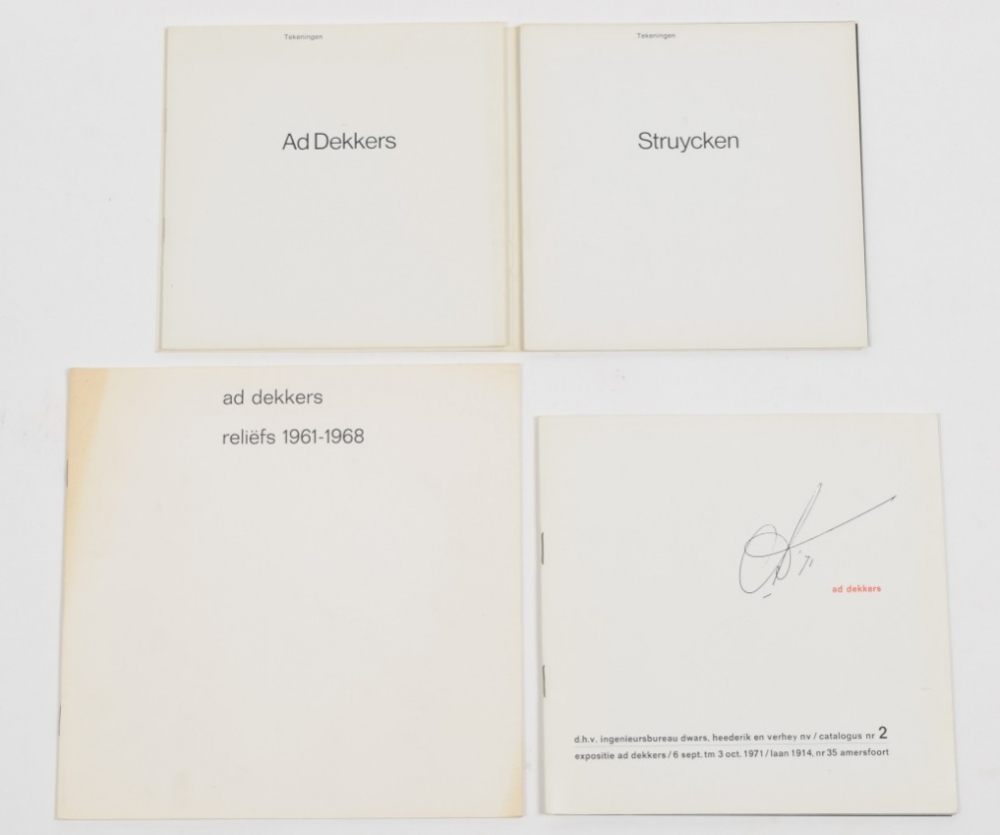 Tekeningen
Ad Dekkers
Tekeningen
Struycken
ad dekkers
reliëfs 1961-1968
'71
ad dekkers
d.h.v. ingenieursbureau dwars, heederik en verhey nv / catalogus nr 2
expositie ad dekkers / 6 sept. tm 3 oct. 1971 / laan 1914, nr 35 amersfoort